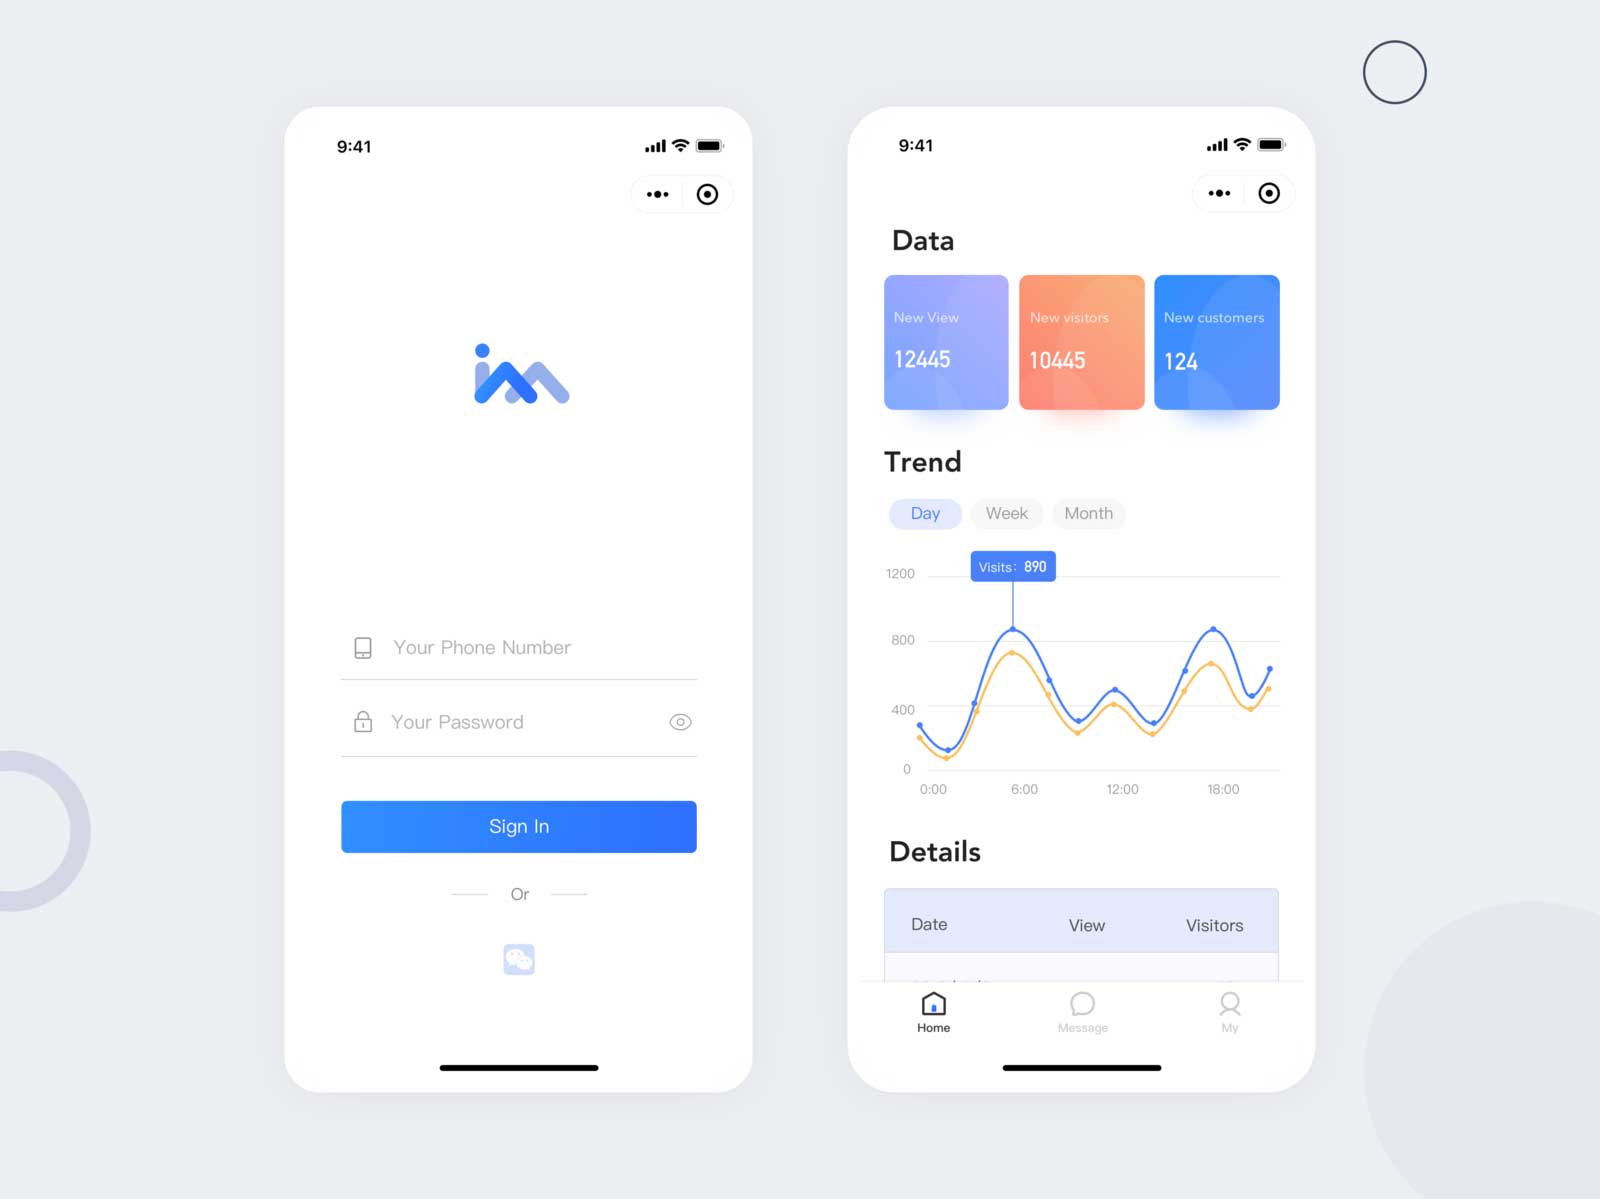 9:41
Your Phone Number
Your Password
Sign In
Or
9:41
Data
New View
12445
New visitors
10445
New customers
124
Trend
Day Week Month
Visits: 890
1200
800
400
0
0:00 6:00 12:00 18:00
Details
Date View Visitors
Home Message My